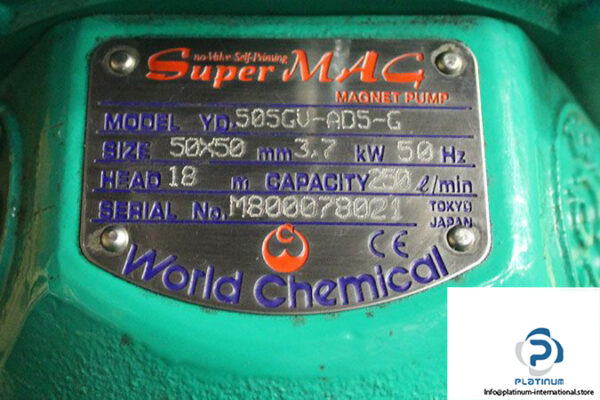 no-Valve Self-Priming
Super MAG
MAGNET PUMP
MODEL YD 505GV-AD5-G
SIZE 50X50 mm 3,7 kW 50 Hz
HEAD 18 m CAPACITY 250 ℓ/min
SERIAL No. M800078021 TOKYO JAPAN
CE
World Chemical
PLATINUM
Info@platinum-international.store